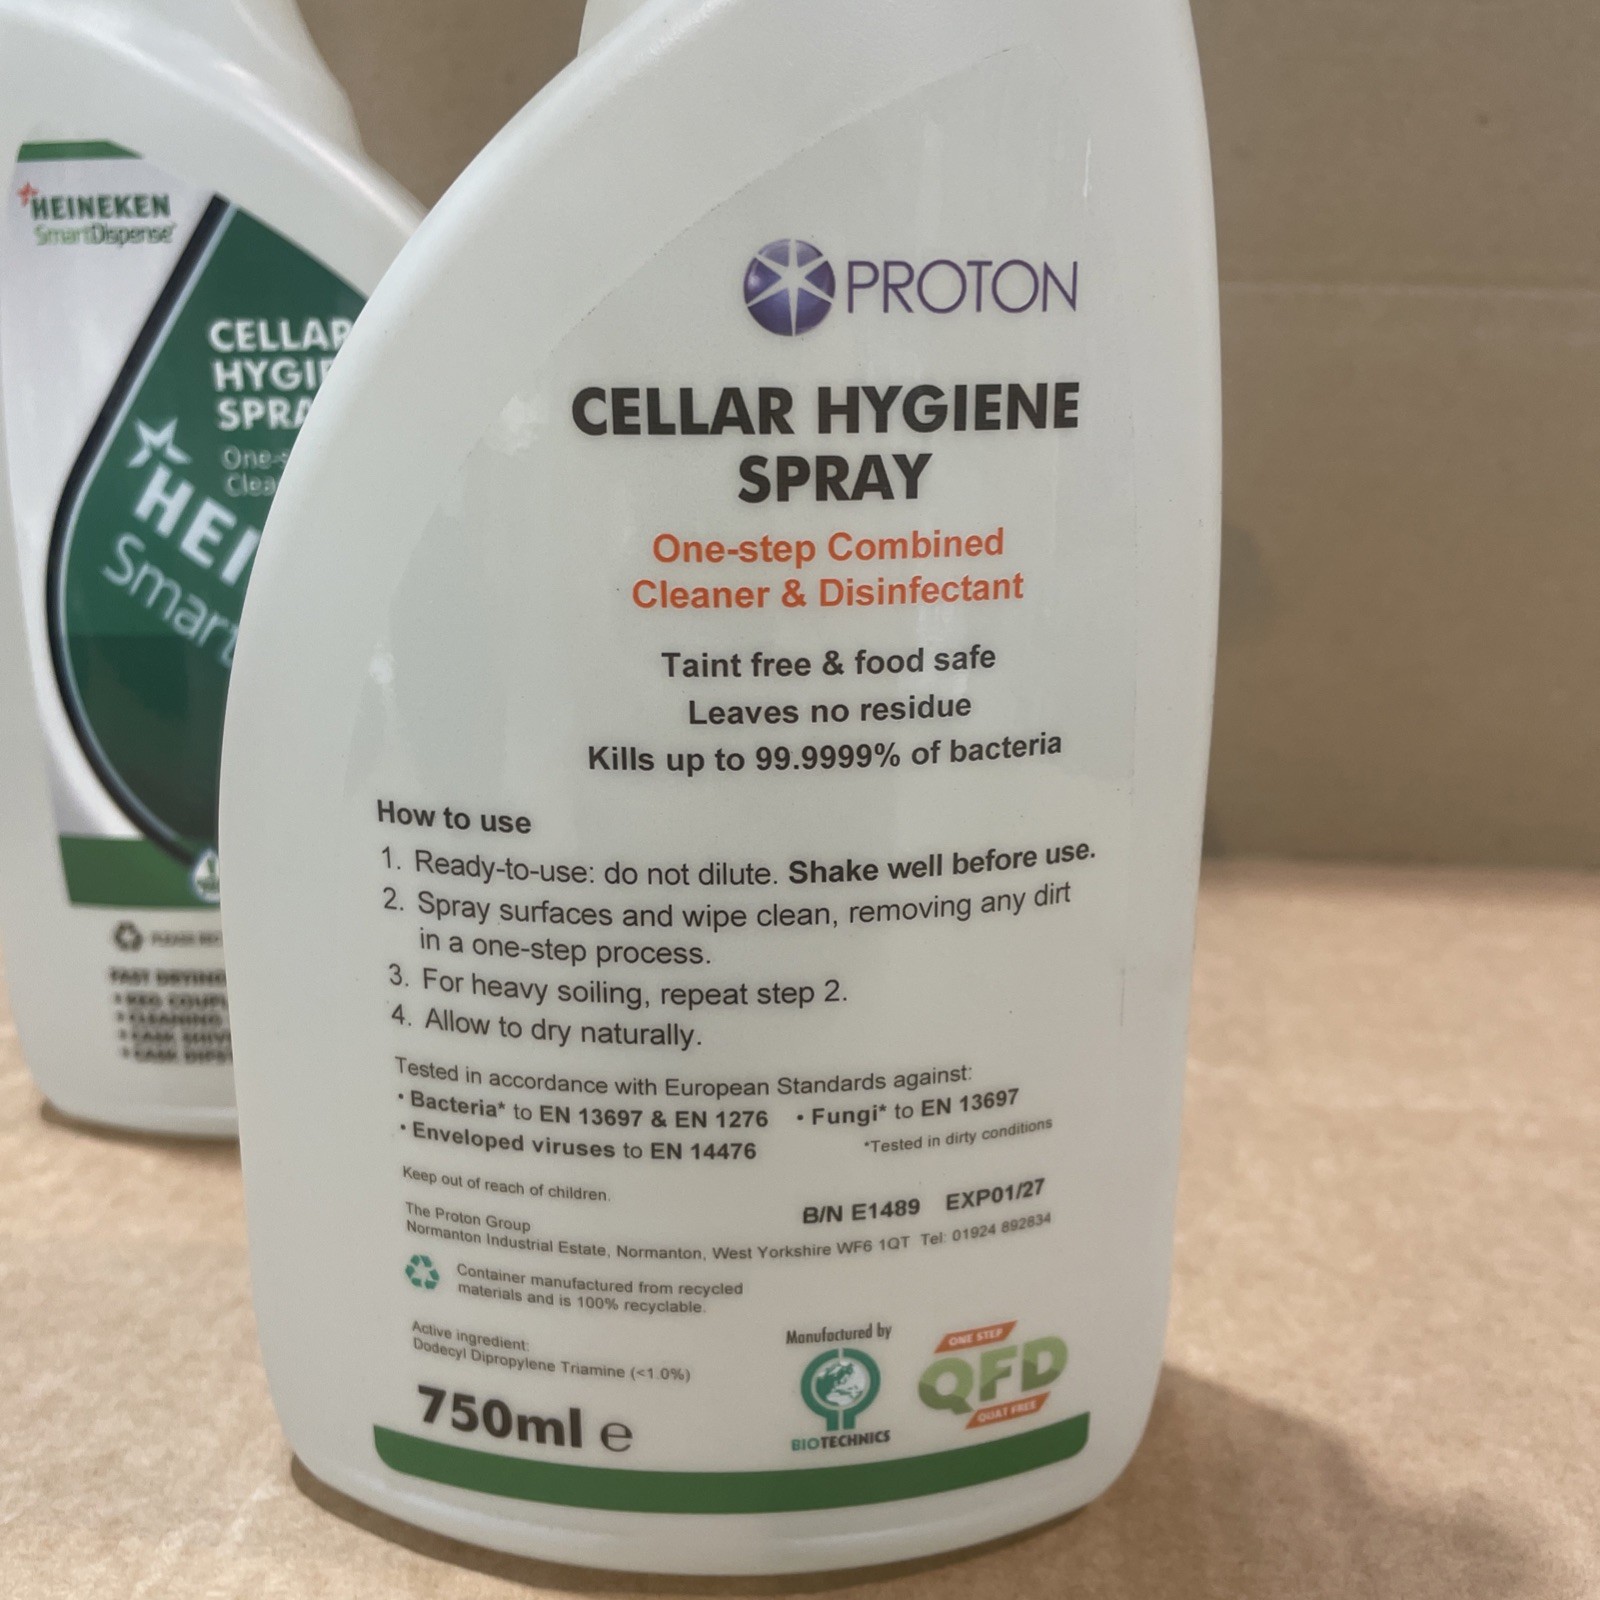 HEINEKEN
SmartDispense
CELLAR
HYGI
SPRA
One-s
Clea
HEI
Smart
FAST DRYING
PROTON
CELLAR HYGIENE
SPRAY
One-step Combined
Cleaner & Disinfectant
Taint free & food safe
Leaves no residue
Kills up to 99.9999% of bacteria
How to use
1. Ready-to-use: do not dilute. Shake well before use.
2. Spray surfaces and wipe clean, removing any dirt
in a one-step process.
3. For heavy soiling, repeat step 2.
4. Allow to dry naturally.
Tested in accordance with European Standards against:
• Bacteria* to EN 13697 & EN 1276 • Fungi* to EN 13697
• Enveloped viruses to EN 14476 *Tested in dirty conditions
Keep out of reach of children.
B/N E1489 EXP01/27
The Proton Group
Normanton Industrial Estate, Normanton, West Yorkshire WF6 1QT Tel: 01924 892834
Container manufactured from recycled
materials and is 100% recyclable.
Active ingredient:
Dodecyl Dipropylene Triamine (<1.0%)
750ml e
Manufactured by
BIOTECHNICS
ONE STEP
QFD
QUAT FREE